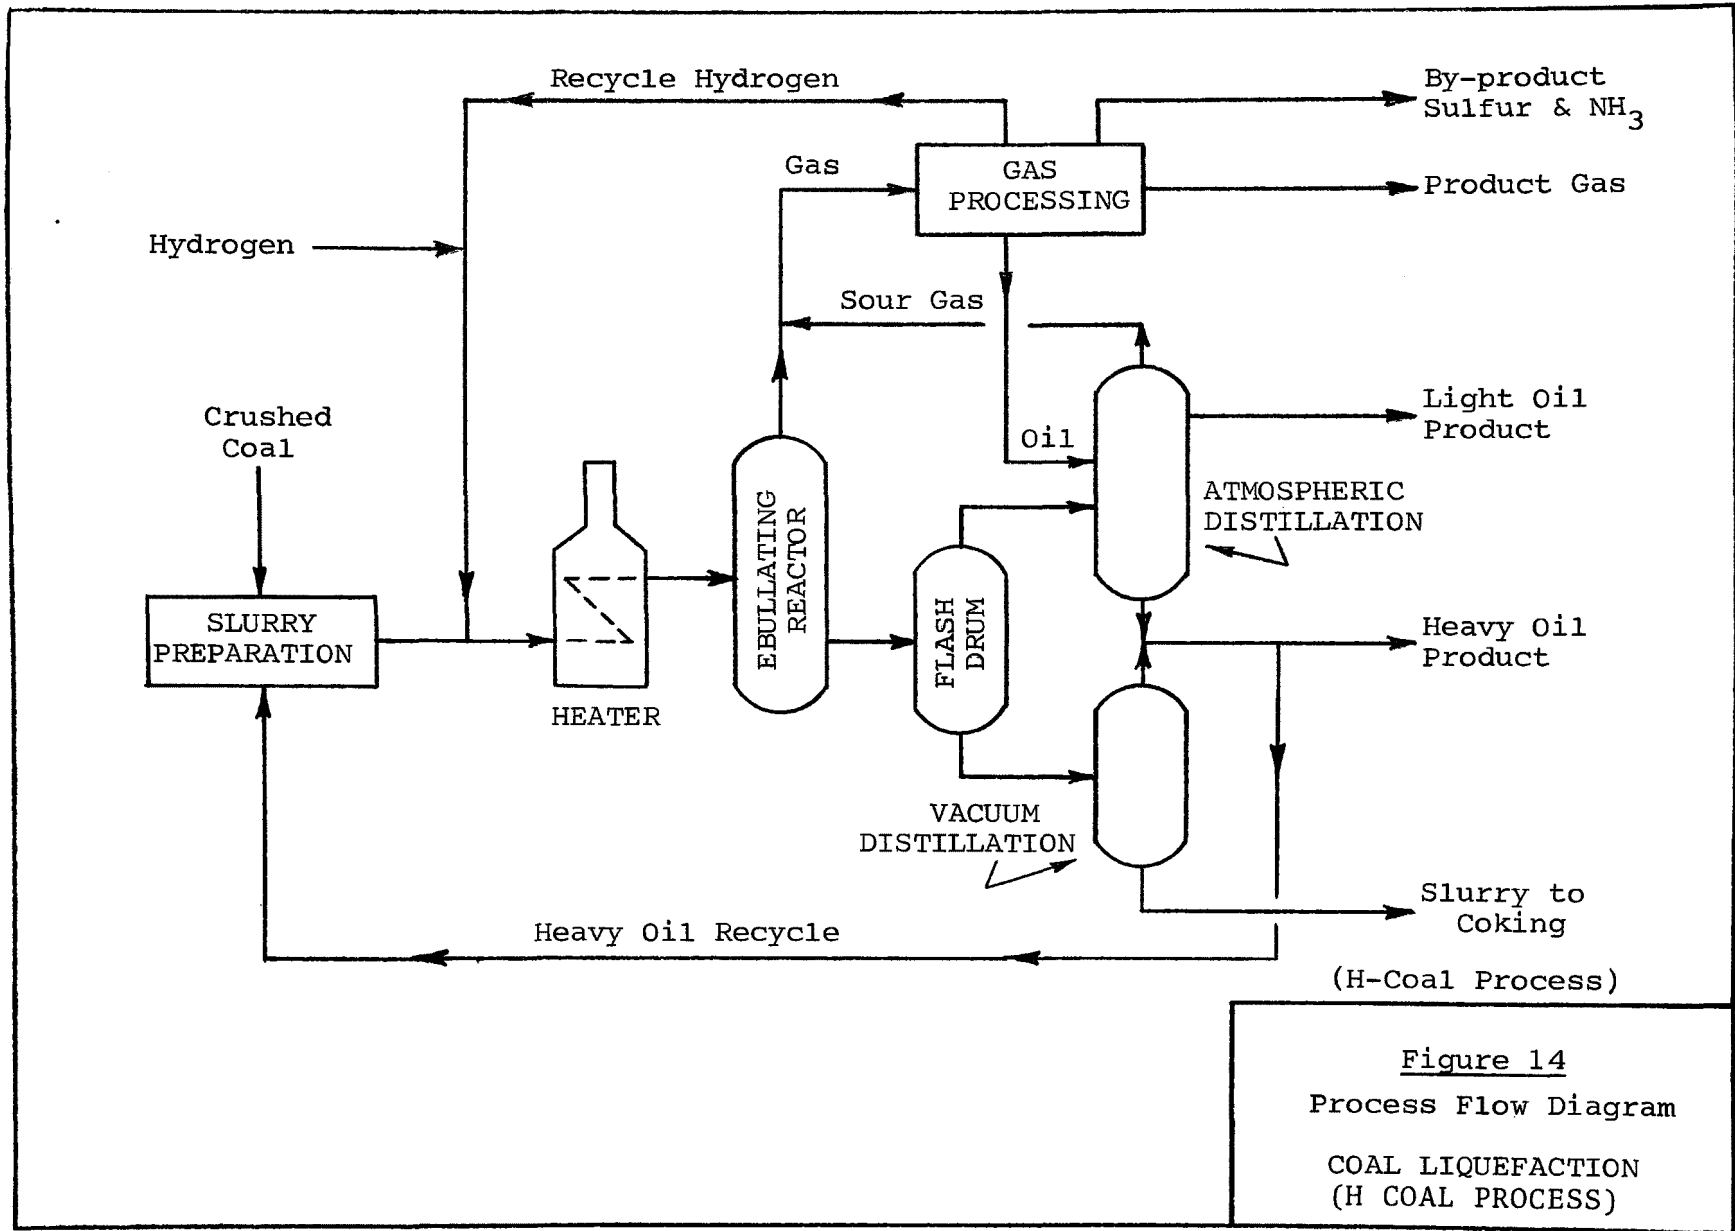 Recycle Hydrogen
By-product
Sulfur & NH3
Gas
GAS
PROCESSING
Product Gas
Hydrogen
Sour Gas
Crushed
Coal
Light Oil
Product
Oil
ATMOSPHERIC
DISTILLATION
SLURRY
PREPARATION
HEATER
EBULLATING
REACTOR
FLASH
DRUM
Heavy Oil
Product
VACUUM
DISTILLATION
Slurry to
Coking
Heavy Oil Recycle
(H-Coal Process)
Figure 14
Process Flow Diagram
COAL LIQUEFACTION
(H COAL PROCESS)